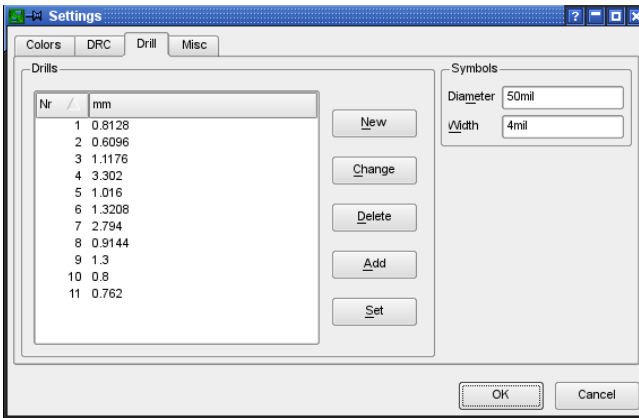 Settings
Colors DRC Drill Misc
Drills
Nr mm
1 0.8128
2 0.6096
3 1.1176
4 3.302
5 1.016
6 1.3208
7 2.794
8 0.9144
9 1.3
10 0.8
11 0.762
New
Change
Delete
Add
Set
Symbols
Diameter 50mil
Width 4mil
OK Cancel